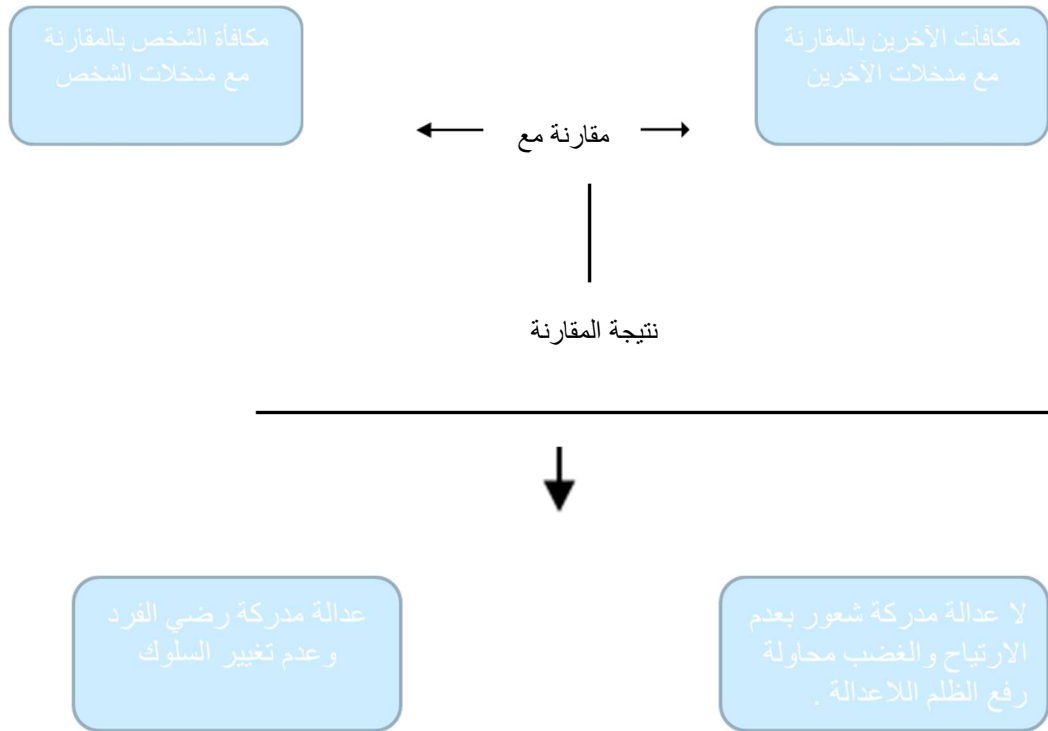 مكافآت الآخرين بالمقارنة
مع مدخلات الآخرين
مكافأة الشخص بالمقارنة
مع مدخلات الشخص
مقارنة مع
نتيجة المقارنة
لا عدالة مدركة شعور بعدم
الارتياح والغضب محاولة
رفع الظلم اللاعدالة .
عدالة مدركة رضي الفرد
وعدم تغيير السلوك